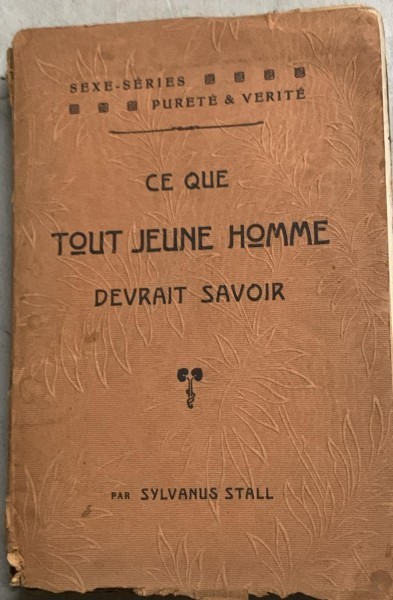 SEXE-SÉRIES
PURETÉ & VERITÉ
CE QUE
TOUT JEUNE HOMME
DEVRAIT SAVOIR
PAR SYLVANUS STALL